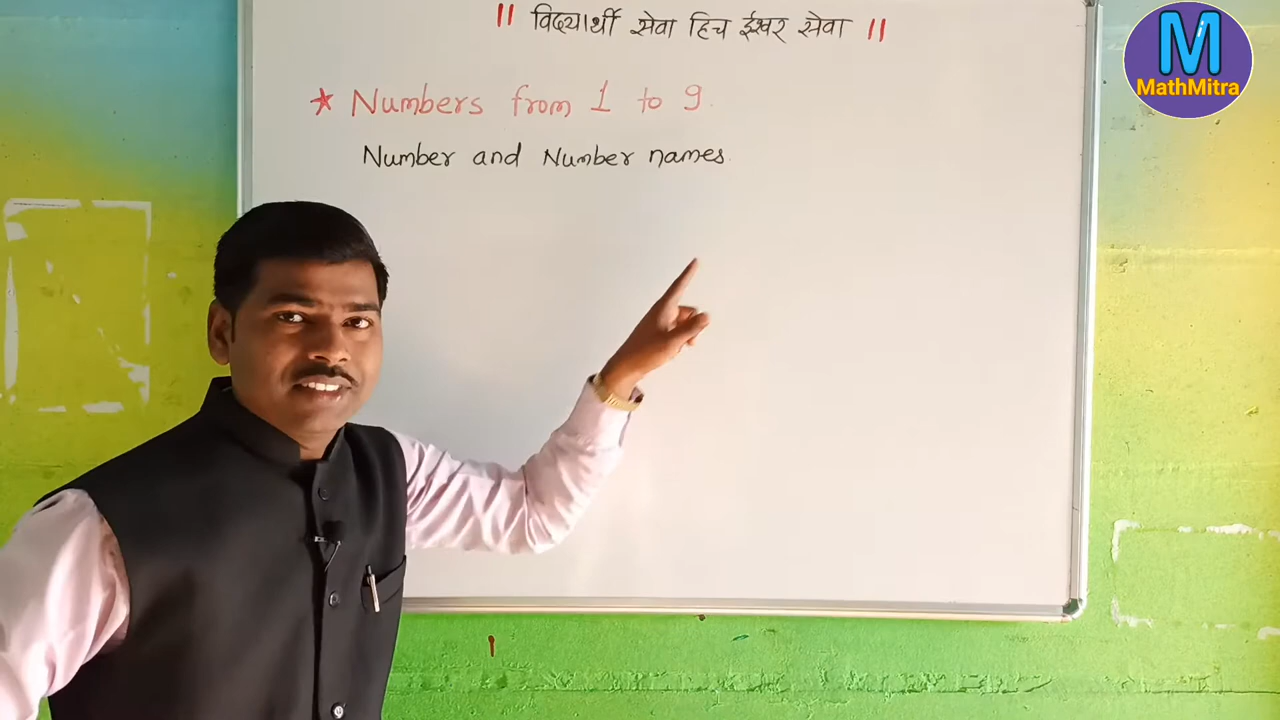 || विद्यार्थी सेवा हिच ईश्वर सेवा ||
M
MathMitra
★ Numbers from 1 to 9.
Number and Number names.